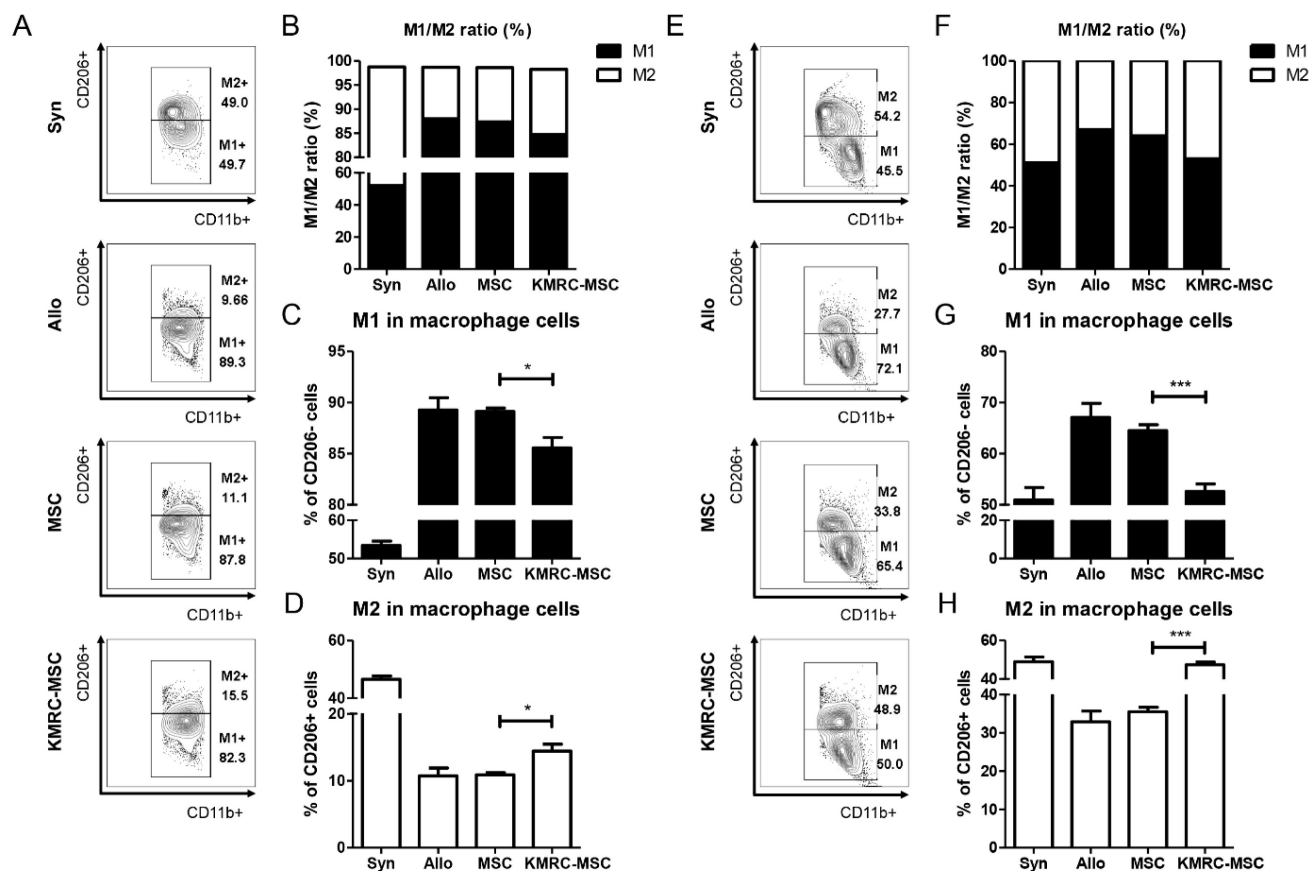 A
Syn
CD206+
M2+
49.0
M1+
49.7
CD11b+
Allo
CD206+
M2+
9.66
M1+
89.3
CD11b+
MSC
CD206+
M2+
11.1
M1+
87.8
CD11b+
KMRC-MSC
CD206+
M2+
15.5
M1+
82.3
CD11b+
B
M1/M2 ratio (%)
M1
M2
M1/M2 ratio (%)
100
95
90
85
80
60
40
20
0
Syn Allo MSC KMRC-MSC
C
M1 in macrophage cells
% of CD206- cells
95
90
85
80
60
50
*
Syn Allo MSC KMRC-MSC
D
M2 in macrophage cells
% of CD206+ cells
60
40
20
10
0
*
Syn Allo MSC KMRC-MSC
E
Syn
CD206+
M2
54.2
M1
45.5
CD11b+
Allo
CD206+
M2
27.7
M1
72.1
CD11b+
MSC
CD206+
M2
33.8
M1
65.4
CD11b+
KMRC-MSC
CD206+
M2
48.9
M1
50.0
CD11b+
F
M1/M2 ratio (%)
M1
M2
M1/M2 ratio (%)
100
80
60
40
20
0
Syn Allo MSC KMRC-MSC
G
M1 in macrophage cells
% of CD206- cells
80
70
60
50
20
0
***
Syn Allo MSC KMRC-MSC
H
M2 in macrophage cells
% of CD206+ cells
60
40
40
30
20
10
0
***
Syn Allo MSC KMRC-MSC